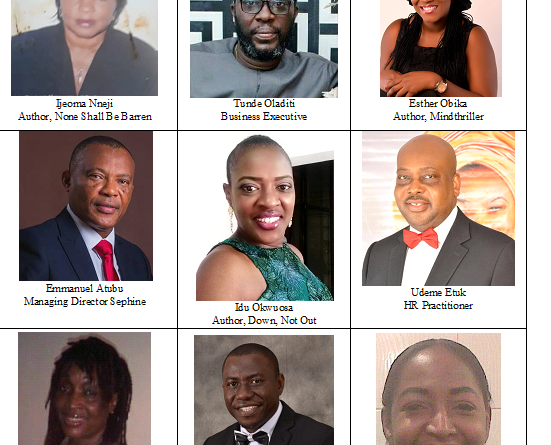 Ijeoma Nneji
Author, None Shall Be Barren
Tunde Oladiti
Business Executive
Esther Obika
Author, Mindthriller
Emmanuel Atubu
Managing Director Sephine
Idu Okwuosa
Author, Down, Not Out
Udeme Etuk
HR Practitioner